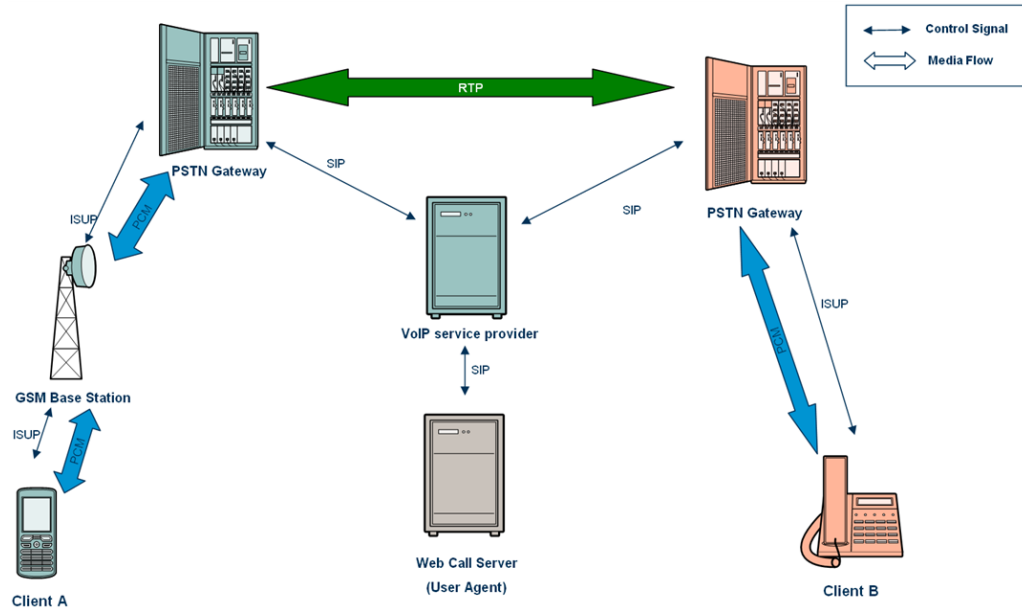 Control Signal
Media Flow
RTP
PSTN Gateway
SIP
PSTN Gateway
SIP
ISUP
PCM
ISUP
PCM
VoIP service provider
SIP
GSM Base Station
ISUP
PCM
Web Call Server
(User Agent)
Client A
Client B